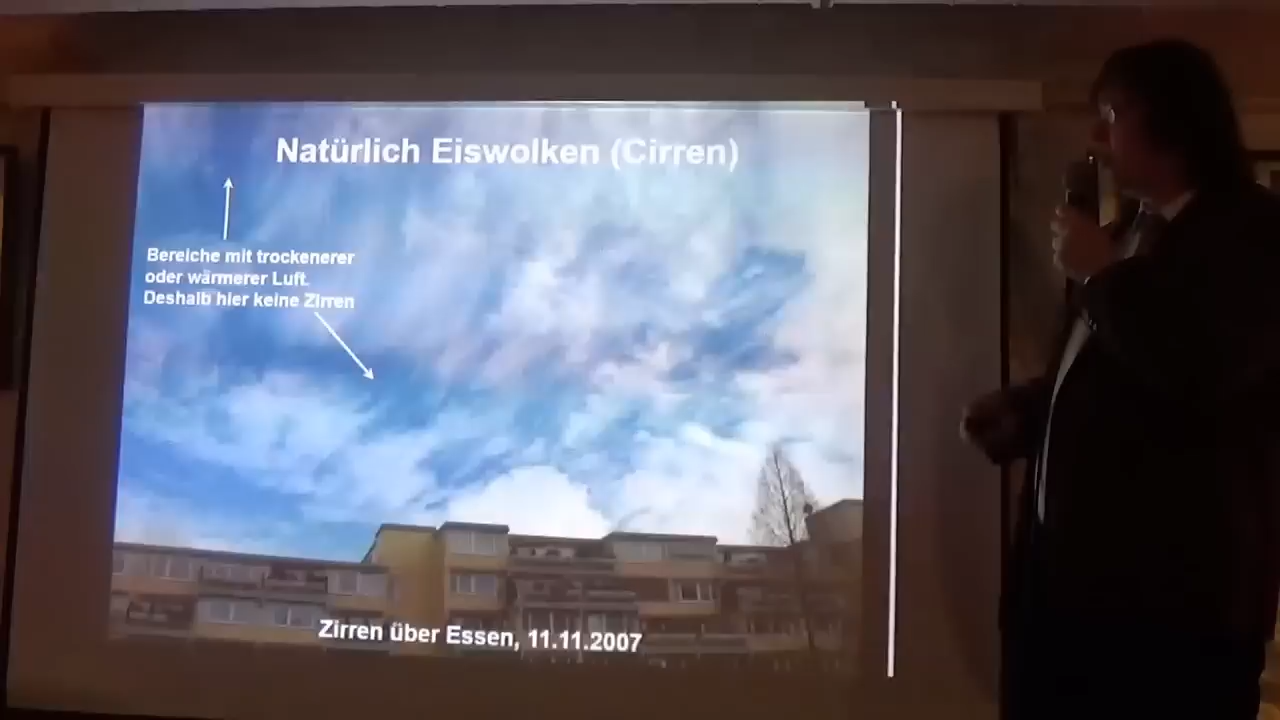 Natürlich Eiswolken (Cirren)
Bereiche mit trockenerer
oder wärmerer Luft.
Deshalb hier keine Zirren
Zirren über Essen, 11.11.2007